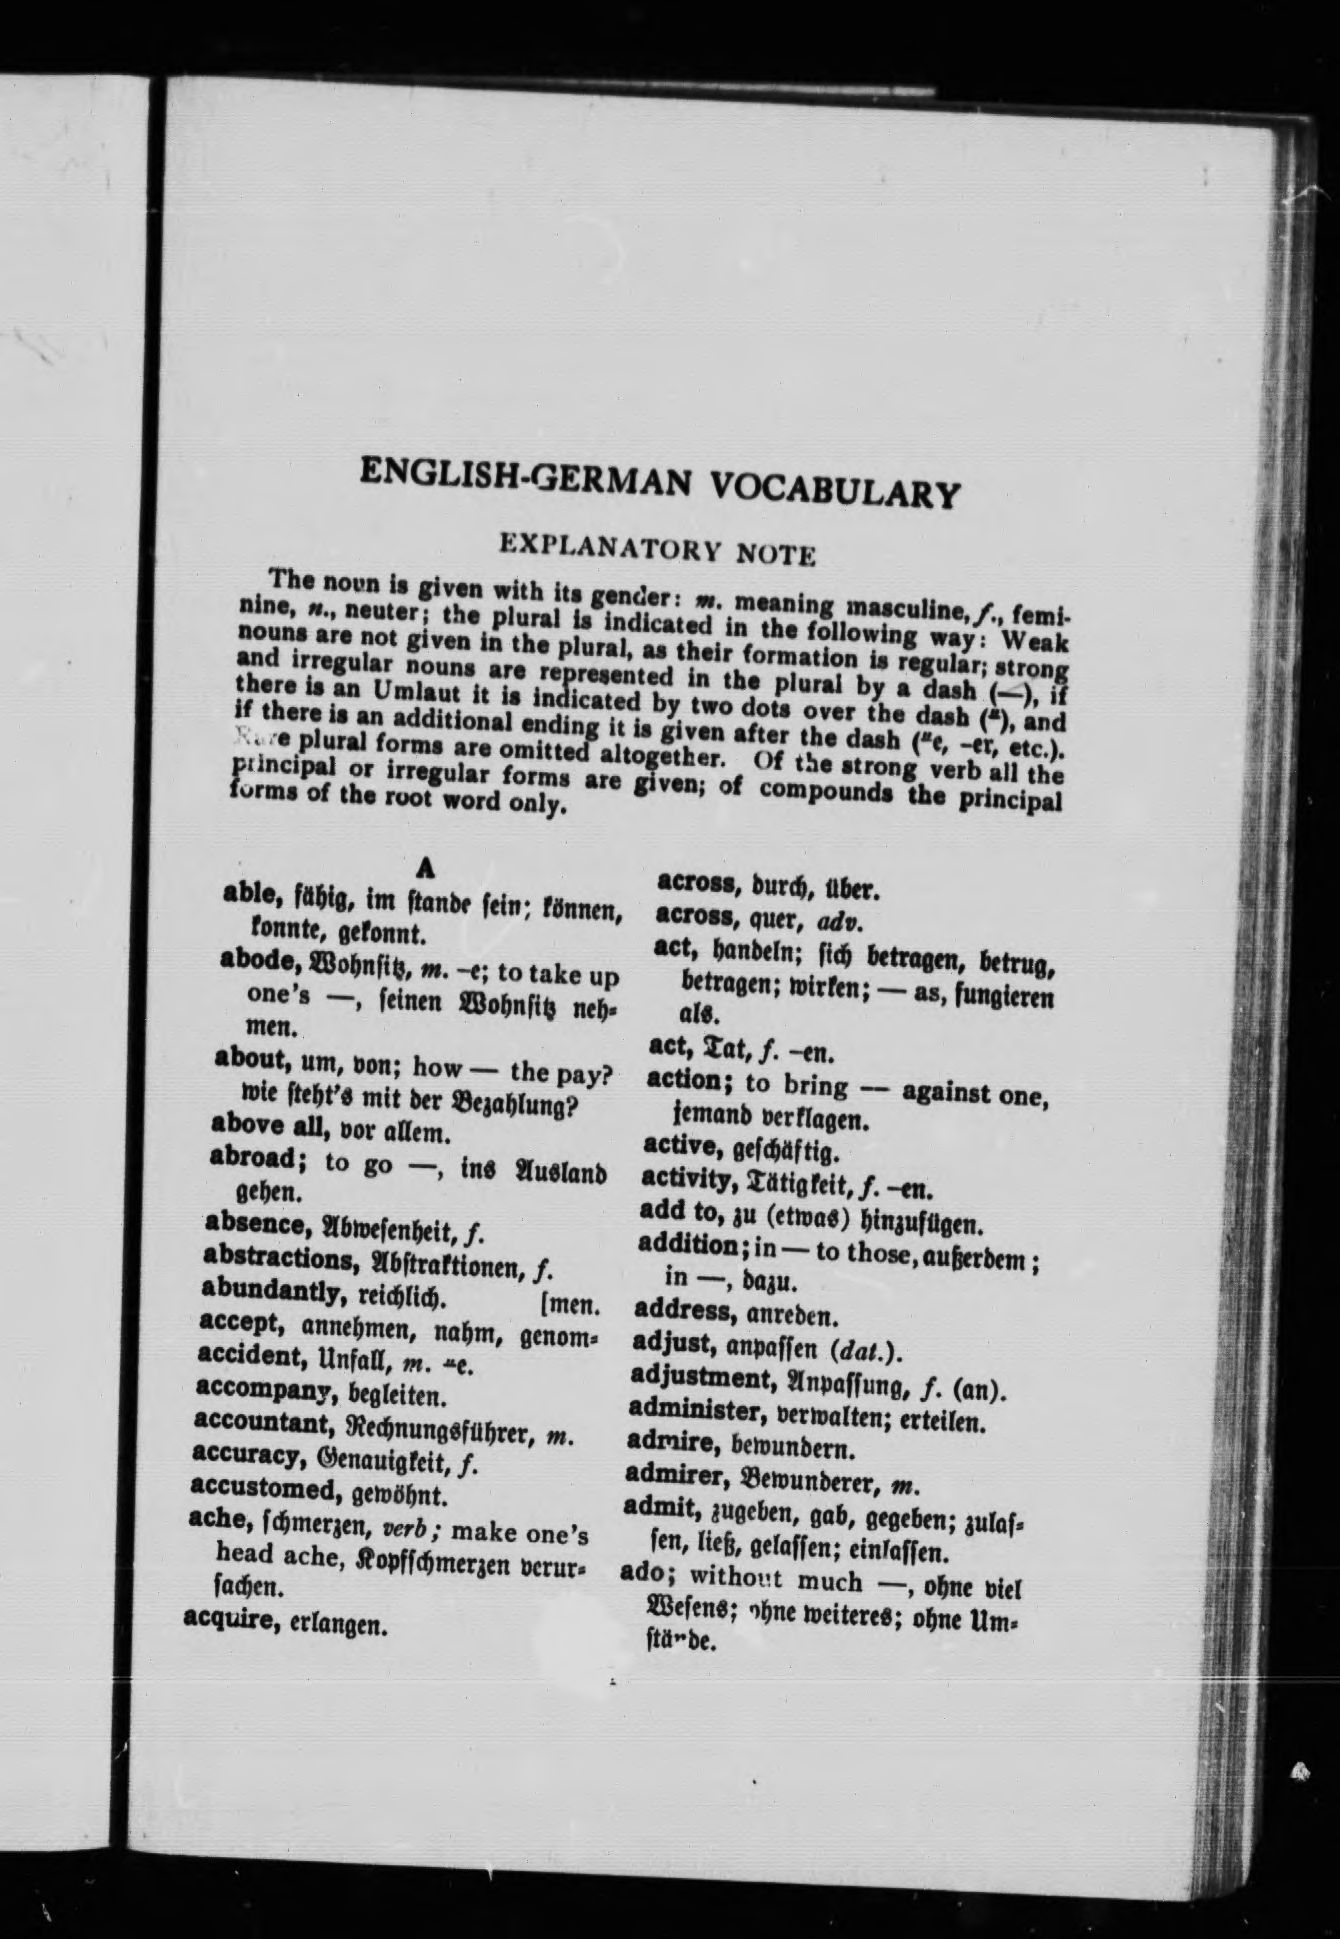 ENGLISH-GERMAN VOCABULARY
EXPLANATORY NOTE
The noun is given with its gender: m. meaning masculine, f., femi-
nine, n., neuter; the plural is indicated in the following way: Weak
nouns are not given in the plural, as their formation is regular; strong
and irregular nouns are represented in the plural by a dash (—), if
there is an Umlaut it is indicated by two dots over the dash (⸚), and
if there is an additional ending it is given after the dash (⸚e, –er, etc.).
Rare plural forms are omitted altogether. Of the strong verb all the
principal or irregular forms are given; of compounds the principal
forms of the root word only.
A
able, fähig, im stande sein; können,
konnte, gekonnt.
abode, Wohnsitz, m. –e; to take up
one's —, seinen Wohnsitz neh-
men.
about, um, von; how — the pay?
wie steht's mit der Bezahlung?
above all, vor allem.
abroad; to go —, ins Ausland
gehen.
absence, Abwesenheit, f.
abstractions, Abstraktionen, f.
abundantly, reichlich. [men.
accept, annehmen, nahm, genom-
accident, Unfall, m. ⸚e.
accompany, begleiten.
accountant, Rechnungsführer, m.
accuracy, Genauigkeit, f.
accustomed, gewöhnt.
ache, schmerzen, verb; make one's
head ache, Kopfschmerzen verur-
sachen.
acquire, erlangen.
across, durch, über.
across, quer, adv.
act, handeln; sich betragen, betrug,
betragen; wirken; — as, fungieren
als.
act, Tat, f. –en.
action; to bring — against one,
jemand verklagen.
active, geschäftig.
activity, Tätigkeit, f. –en.
add to, zu (etwas) hinzufügen.
addition; in — to those, außerdem;
in —, dazu.
address, anreden.
adjust, anpassen (dat.).
adjustment, Anpassung, f. (an).
administer, verwalten; erteilen.
admire, bewundern.
admirer, Bewunderer, m.
admit, zugeben, gab, gegeben; zulas-
sen, ließ, gelassen; einlassen.
ado; without much —, ohne viel
Wesens; ohne weiteres; ohne Um-
stände.